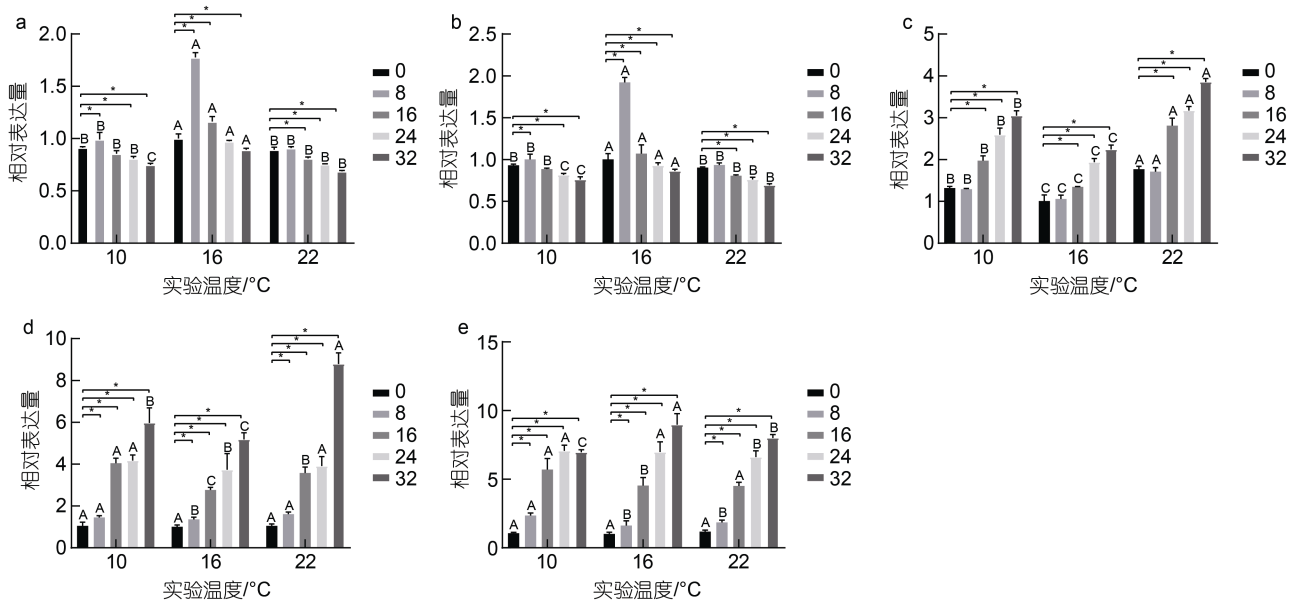 a
相对表达量
2.0
1.5
1.0
0.5
0.0
* * *
* * *
* * *
B B B B C
A A A A A
B B B B B
10 16 22
实验温度/°C
0
8
16
24
32
b
相对表达量
2.5
2.0
1.5
1.0
0.5
0.0
* * *
* * * *
* * *
B B B C C
A A A A A
B B B B B
10 16 22
实验温度/°C
0
8
16
24
32
c
相对表达量
5
4
3
2
1
0
* * *
* * *
* * *
B B B B B
C C C C C
A A A A A
10 16 22
实验温度/°C
0
8
16
24
32
d
相对表达量
10
8
6
4
2
0
* * * *
* * * *
* * * *
A A A A B
A B C B C
A A B A A
10 16 22
实验温度/°C
0
8
16
24
32
e
相对表达量
15
10
5
0
* * * *
* * * *
* * * *
A A A A C
A B B A A
A B A B B
10 16 22
实验温度/°C
0
8
16
24
32